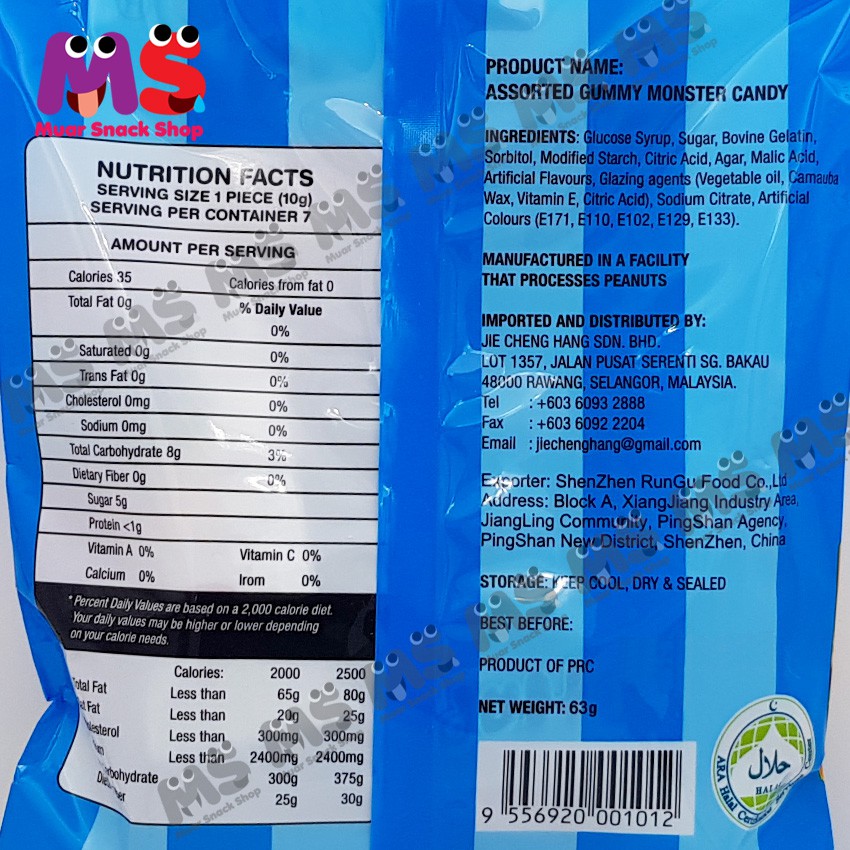 MS
Muar Snack Shop
NUTRITION FACTS
SERVING SIZE 1 PIECE (10g)
SERVING PER CONTAINER 7
AMOUNT PER SERVING
Calories 35 Calories from fat 0
Total Fat 0g % Daily Value
0%
Saturated 0g 0%
Trans Fat 0g 0%
Cholesterol 0mg 0%
Sodium 0mg 0%
Total Carbohydrate 8g 3%
Dietary Fiber 0g 0%
Sugar 5g
Protein <1g
Vitamin A 0% Vitamin C 0%
Calcium 0% Irom 0%
* Percent Daily Values are based on a 2,000 calorie diet.
Your daily values may be higher or lower depending
on your calorie needs.
Calories: 2000 2500
Total Fat Less than 65g 80g
Fat Less than 20g 25g
Less than 300mg 300mg
Less than 2400mg 2400mg
300g 375g
25g 30g
PRODUCT NAME:
ASSORTED GUMMY MONSTER CANDY
INGREDIENTS: Glucose Syrup, Sugar, Bovine Gelatin,
Sorbitol, Modified Starch, Citric Acid, Agar, Malic Acid,
Artificial Flavours, Glazing agents (Vegetable oil, Carnauba
Wax, Vitamin E, Citric Acid), Sodium Citrate, Artificial
Colours (E171, E110, E102, E129, E133).
MANUFACTURED IN A FACILITY
THAT PROCESSES PEANUTS
IMPORTED AND DISTRIBUTED BY:
JIE CHENG HANG SDN. BHD.
LOT 1357, JALAN PUSAT SERENTI SG. BAKAU
48000 RAWANG, SELANGOR, MALAYSIA.
Tel : +603 6093 2888
Fax : +603 6092 2204
Email : jiechenghang@gmail.com
Exporter: ShenZhen RunGu Food Co.,Ltd
Address: Block A, XiangJiang Industry Area,
JiangLing Community, PingShan Agency,
PingShan New District, ShenZhen, China
STORAGE: KEEP COOL, DRY & SEALED
BEST BEFORE:
PRODUCT OF PRC
NET WEIGHT: 63g
9 556920 001012
حلال
HALAL
ARA Halal